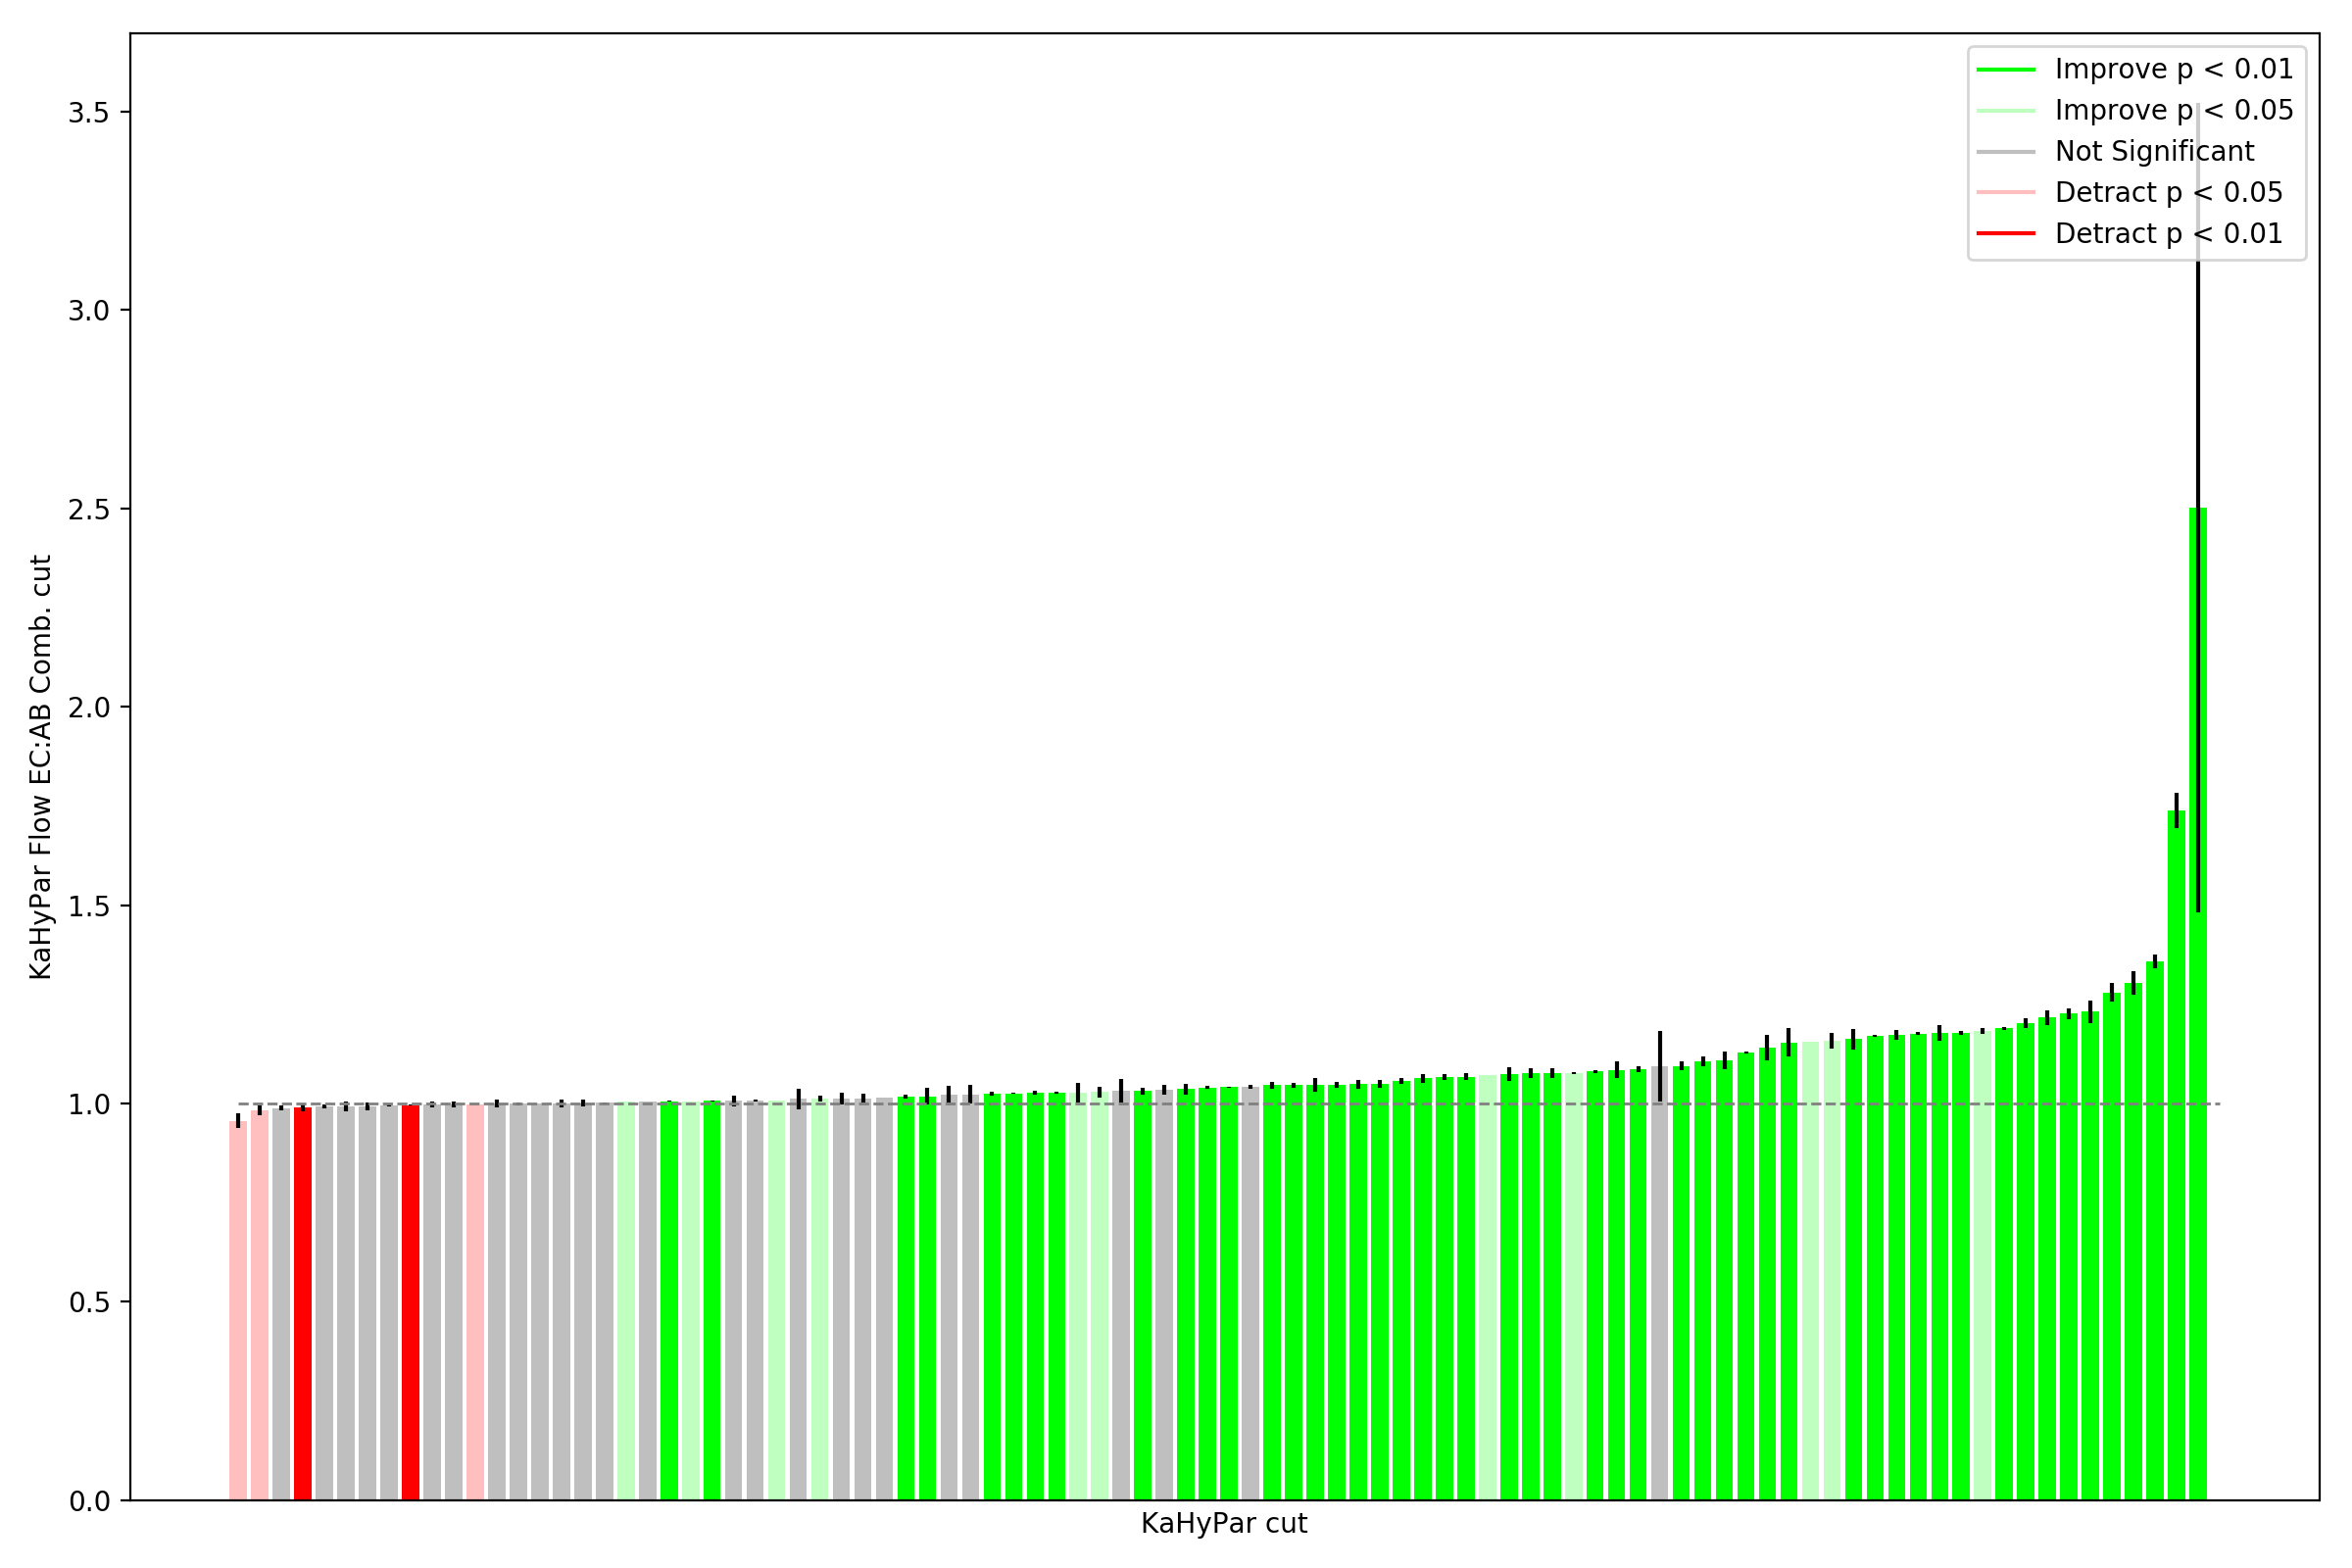 Improve p < 0.01
Improve p < 0.05
Not Significant
Detract p < 0.05
Detract p < 0.01
3.5
3.0
2.5
2.0
1.5
1.0
0.5
0.0
KaHyPar Flow EC:AB Comb. cut
KaHyPar cut